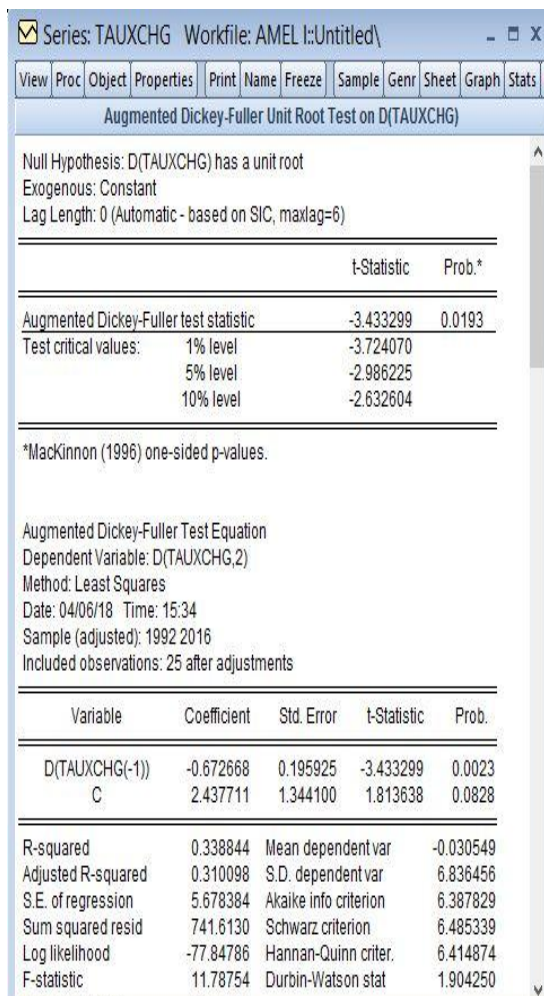 Series: TAUXCHG Workfile: AMEL I::Untitled\
View Proc Object Properties Print Name Freeze Sample Genr Sheet Graph Stats
Augmented Dickey-Fuller Unit Root Test on D(TAUXCHG)
Null Hypothesis: D(TAUXCHG) has a unit root
Exogenous: Constant
Lag Length: 0 (Automatic - based on SIC, maxlag=6)
t-Statistic Prob.*
Augmented Dickey-Fuller test statistic -3.433299 0.0193
Test critical values: 1% level -3.724070
5% level -2.986225
10% level -2.632604
*MacKinnon (1996) one-sided p-values.
Augmented Dickey-Fuller Test Equation
Dependent Variable: D(TAUXCHG,2)
Method: Least Squares
Date: 04/06/18 Time: 15:34
Sample (adjusted): 1992 2016
Included observations: 25 after adjustments
Variable Coefficient Std. Error t-Statistic Prob.
D(TAUXCHG(-1)) -0.672668 0.195925 -3.433299 0.0023
C 2.437711 1.344100 1.813638 0.0828
R-squared 0.338844 Mean dependent var -0.030549
Adjusted R-squared 0.310098 S.D. dependent var 6.836456
S.E. of regression 5.678384 Akaike info criterion 6.387829
Sum squared resid 741.6130 Schwarz criterion 6.485339
Log likelihood -77.84786 Hannan-Quinn criter. 6.414874
F-statistic 11.78754 Durbin-Watson stat 1.904250